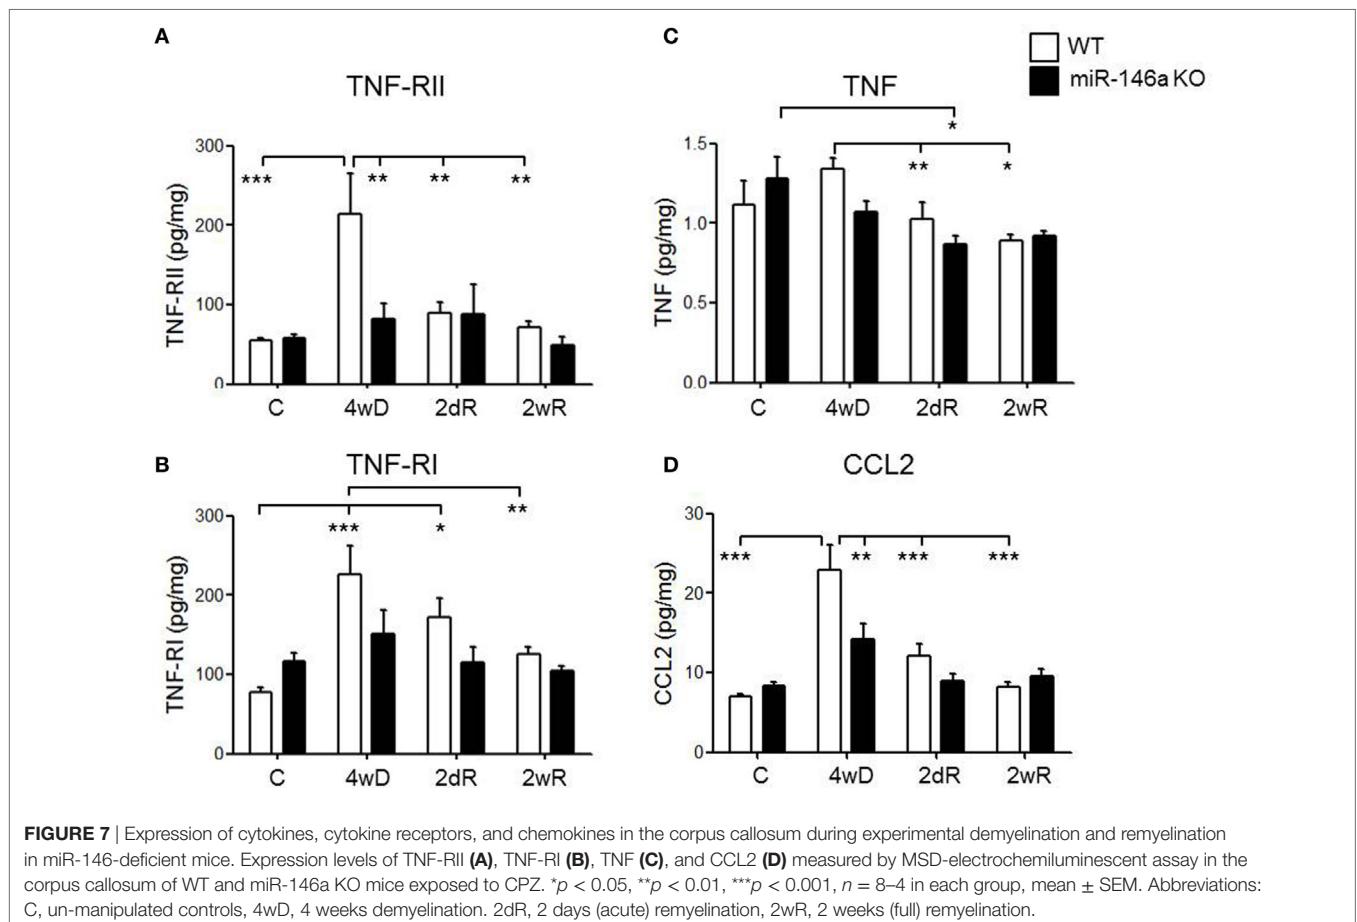 A
TNF-RII
TNF-RII (pg/mg)
300
200
100
0
***
**
**
**
C
4wD
2dR
2wR
C
WT
miR-146a KO
TNF
TNF (pg/mg)
1.5
1.0
0.5
0.0
*
**
*
C
4wD
2dR
2wR
B
TNF-RI
TNF-RI (pg/mg)
300
200
100
0
***
*
**
C
4wD
2dR
2wR
D
CCL2
CCL2 (pg/mg)
30
20
10
0
***
**
***
***
C
4wD
2dR
2wR
FIGURE 7 | Expression of cytokines, cytokine receptors, and chemokines in the corpus callosum during experimental demyelination and remyelination
in miR-146-deficient mice. Expression levels of TNF-RII (A), TNF-RI (B), TNF (C), and CCL2 (D) measured by MSD-electrochemiluminescent assay in the
corpus callosum of WT and miR-146a KO mice exposed to CPZ. *p < 0.05, **p < 0.01, ***p < 0.001, n = 8–4 in each group, mean ± SEM. Abbreviations:
C, un-manipulated controls, 4wD, 4 weeks demyelination. 2dR, 2 days (acute) remyelination, 2wR, 2 weeks (full) remyelination.